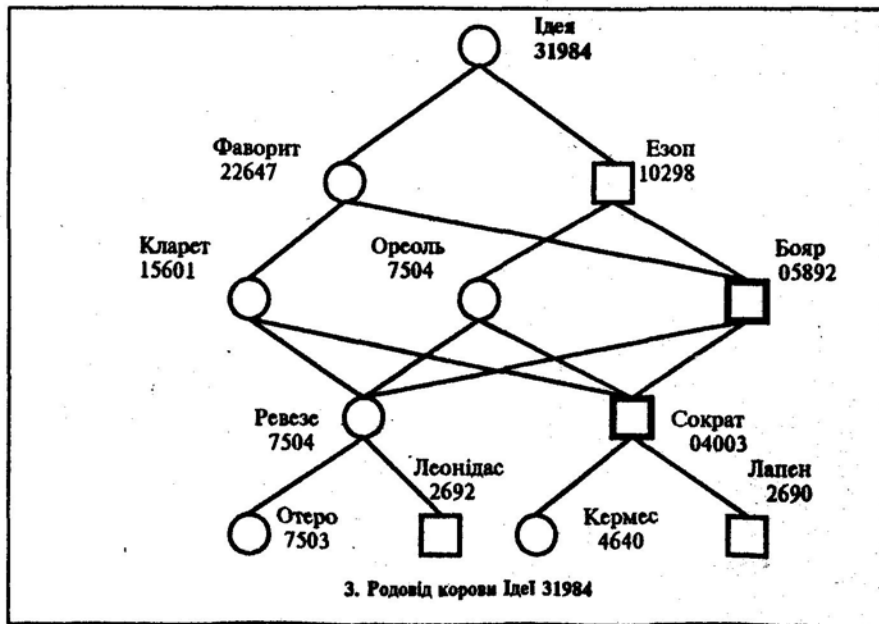 Ідея
31984
Фаворит
22647
Езоп
10298
Кларет
15601
Ореоль
7504
Бояр
05892
Ревезе
7504
Сократ
04003
Отеро
7503
Леонідас
2692
Кермес
4640
Лапен
2690
3. Родовід корови Ідеї 31984